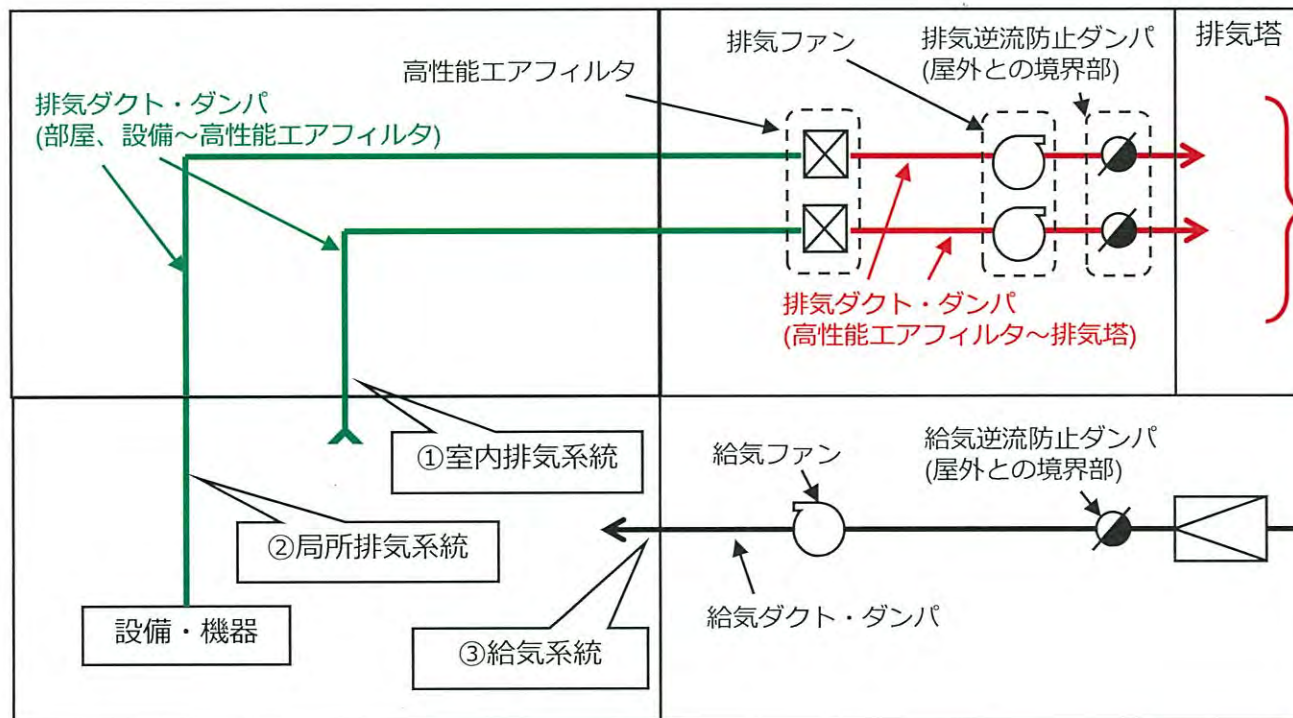 排気ファン
排気逆流防止ダンパ
(屋外との境界部)
排気塔
高性能エアフィルタ
排気ダクト・ダンパ
(部屋、設備～高性能エアフィルタ)
排気ダクト・ダンパ
(高性能エアフィルタ～排気塔)
①室内排気系統
給気ファン
給気逆流防止ダンパ
(屋外との境界部)
②局所排気系統
設備・機器
③給気系統
給気ダクト・ダンパ